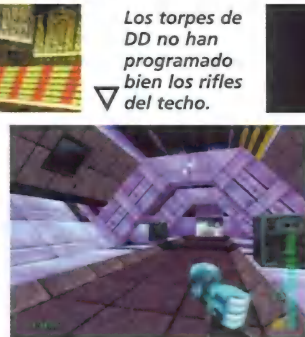 Los torpes de
DD no han
programado
bien los rifles
del techo.